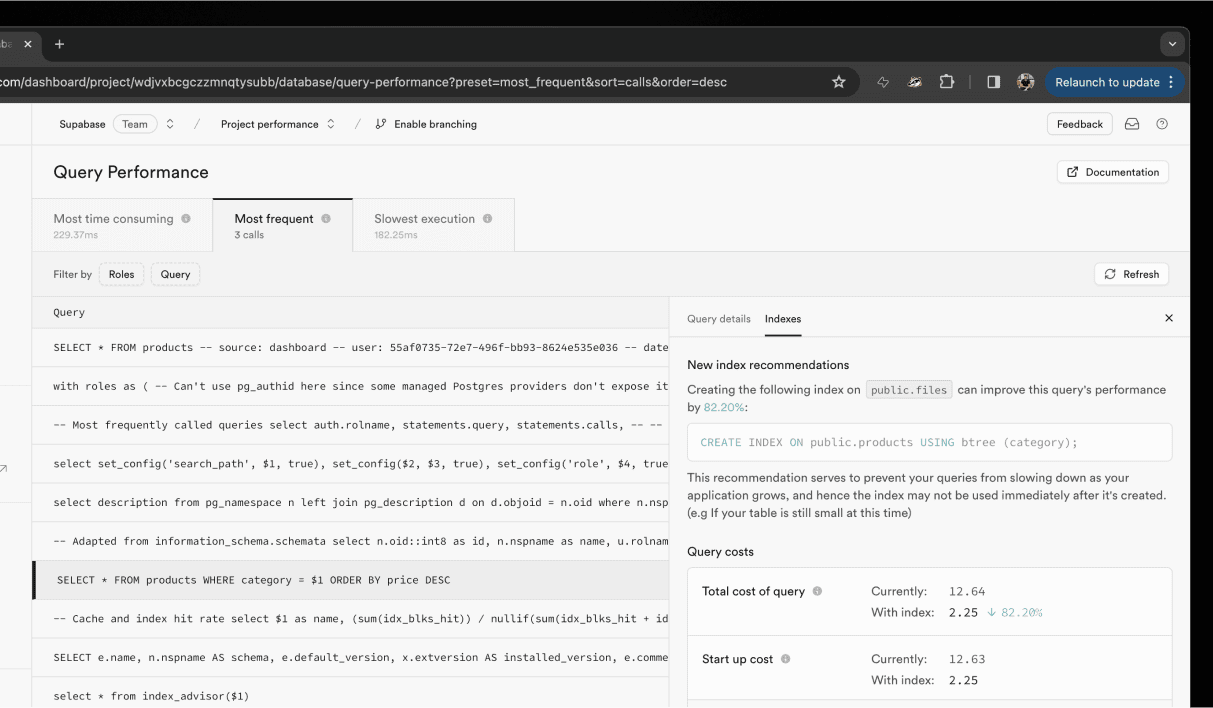 com/dashboard/project/wdjvxbcgczzmnqtysubb/database/query-performance?preset=most_frequent&sort=calls&order=desc
Relaunch to update
Supabase Team / Project performance / Enable branching
Feedback
Query Performance
Documentation
Most time consuming
229.37ms
Most frequent
3 calls
Slowest execution
182.25ms
Filter by Roles Query
Refresh
Query
SELECT * FROM products -- source: dashboard -- user: 55af0735-72e7-496f-bb93-8624e535e036 -- date
with roles as ( -- Can't use pg_authid here since some managed Postgres providers don't expose it
-- Most frequently called queries select auth.rolname, statements.query, statements.calls, -- --
select set_config('search_path', $1, true), set_config($2, $3, true), set_config('role', $4, true
select description from pg_namespace n left join pg_description d on d.objoid = n.oid where n.nsp
-- Adapted from information_schema.schemata select n.oid::int8 as id, n.nspname as name, u.rolnam
SELECT * FROM products WHERE category = $1 ORDER BY price DESC
-- Cache and index hit rate select $1 as name, (sum(idx_blks_hit)) / nullif(sum(idx_blks_hit + id
SELECT e.name, n.nspname AS schema, e.default_version, x.extversion AS installed_version, e.comme
select * from index_advisor($1)
Query details Indexes
New index recommendations
Creating the following index on public.files can improve this query's performance
by 82.20%:
CREATE INDEX ON public.products USING btree (category);
This recommendation serves to prevent your queries from slowing down as your
application grows, and hence the index may not be used immediately after it's created.
(e.g If your table is still small at this time)
Query costs
Total cost of query
Currently: 12.64
With index: 2.25 ↓ 82.20%
Start up cost
Currently: 12.63
With index: 2.25